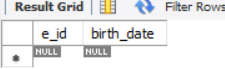 Result Grid Filter Rows
e_id birth_date
NULL NULL